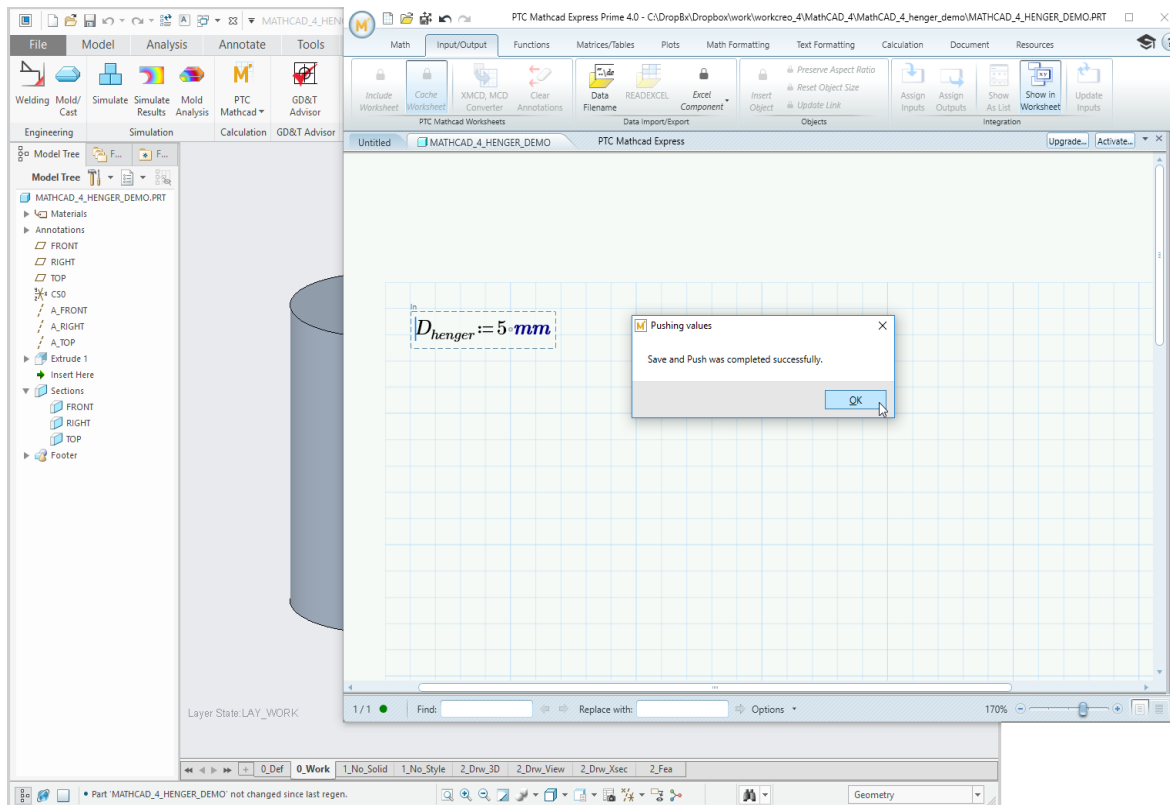 MATHCAD_4_HEN
File Model Analysis Annotate Tools
Welding Mold/ Cast Simulate Simulate Results Mold Analysis PTC Mathcad GD&T Advisor
Engineering Simulation Calculation GD&T Advisor
Model Tree F... F...
Model Tree
MATHCAD_4_HENGER_DEMO.PRT
Materials
Annotations
FRONT
RIGHT
TOP
CS0
A_FRONT
A_RIGHT
A_TOP
Extrude 1
Insert Here
Sections
FRONT
RIGHT
TOP
Footer
PTC Mathcad Express Prime 4.0 - C:\DropBx\Dropbox\work\workcreo_4\MathCAD_4\MathCAD_4_henger_demo\MATHCAD_4_HENGER_DEMO.PRT
Math Input/Output Functions Matrices/Tables Plots Math Formatting Text Formatting Calculation Document Resources
Include Worksheet Cache Worksheet XMCD, MCD Converter Clear Annotations Data Filename READEXCEL Excel Component Insert Object Preserve Aspect Ratio
Reset Object Size
Update Link
Assign Inputs Assign Outputs Show As List Show in Worksheet Update Inputs
PTC Mathcad Worksheets Data Import/Export Objects Integration
Untitled MATHCAD_4_HENGER_DEMO PTC Mathcad Express Upgrade... Activate...
In
D henger := 5 mm
Pushing values
Save and Push was completed successfully.
OK
1 / 1 Find: Replace with: Options 170%
Layer State:LAY_WORK
0_Def 0_Work 1_No_Solid 1_No_Style 2_Drw_3D 2_Drw_View 2_Drw_Xsec 2_Fea
• Part 'MATHCAD_4_HENGER_DEMO' not changed since last regen. Geometry